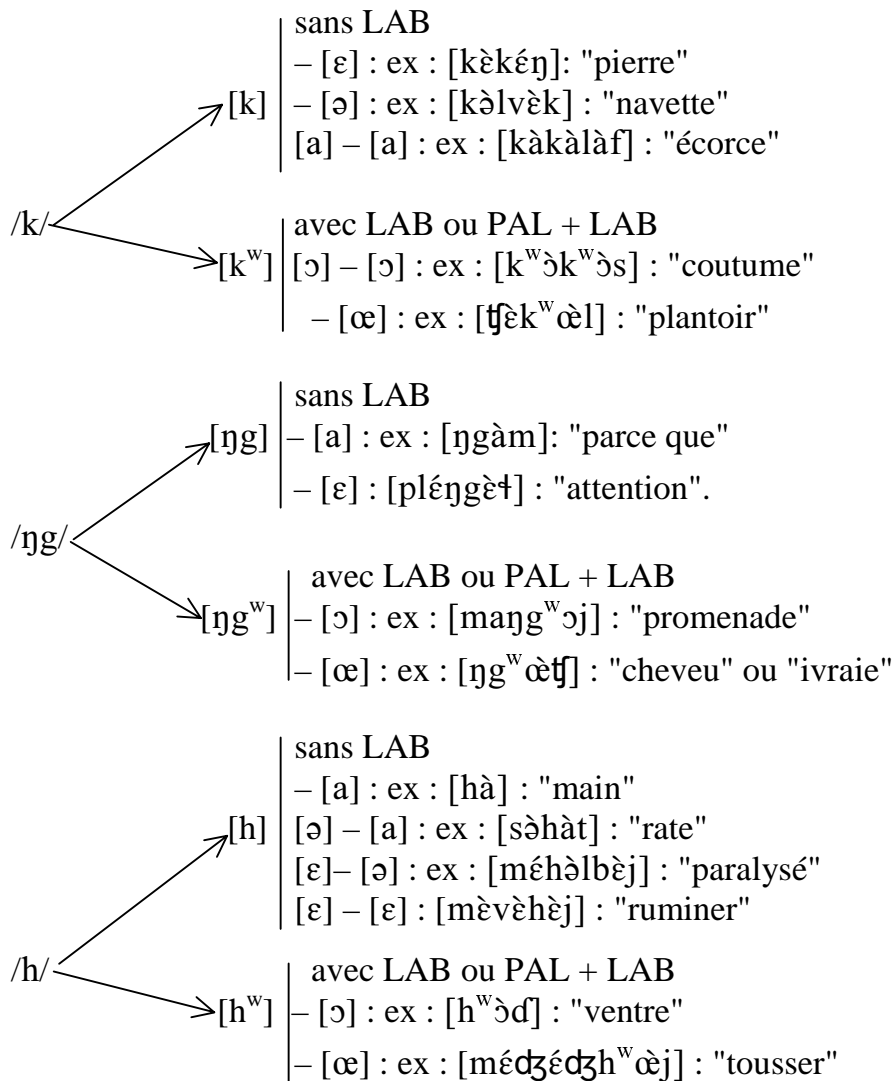 sans LAB
– [ɛ] : ex : [kɛ̀kɛ́ŋ]: "pierre"
[k] – [ə] : ex : [kə̀lvɛ̀k] : "navette"
[a] – [a] : ex : [kàkàlàf] : "écorce"
/k/ avec LAB ou PAL + LAB
[kʷ] [ɔ] – [ɔ] : ex : [kʷɔ̀kʷɔ̀s] : "coutume"
– [œ] : ex : [ʧɛ̀kʷœ̀l] : "plantoir"
sans LAB
[ŋg] – [a] : ex : [ŋgàm]: "parce que"
– [ɛ] : [plɛ́ŋgɛ̀ɬ] : "attention".
/ŋg/
avec LAB ou PAL + LAB
[ŋgʷ] – [ɔ] : ex : [maŋgʷɔj] : "promenade"
– [œ] : ex : [ŋgʷœ̀ʧ] : "cheveu" ou "ivraie"
sans LAB
– [a] : ex : [hà] : "main"
[h] [ə] – [a] : ex : [sə̀hàt] : "rate"
[ɛ]– [ə] : ex : [mɛ́hə̀lbɛ̀j] : "paralysé"
[ɛ] – [ɛ] : [mɛ̀vɛ̀hɛ̀j] : "ruminer"
/h/ avec LAB ou PAL + LAB
[hʷ] – [ɔ] : ex : [hʷɔ̀ɗ] : "ventre"
– [œ] : ex : [mɛ́ʤɛ́ʤhʷœ̀j] : "tousser"